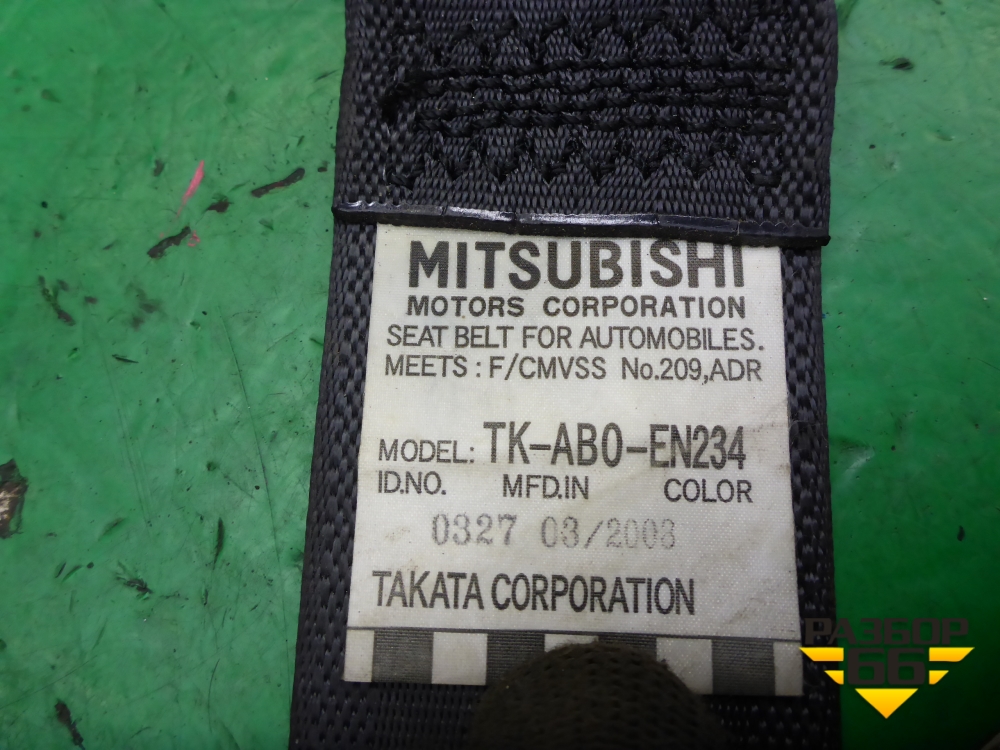 MITSUBISHI
MOTORS CORPORATION
SEAT BELT FOR AUTOMOBILES.
MEETS : F/CMVSS No.209,ADR
MODEL: TK-AB0-EN234
ID.NO. MFD.IN COLOR
0327 03/2003
TAKATA CORPORATION
РАЗБОР
66